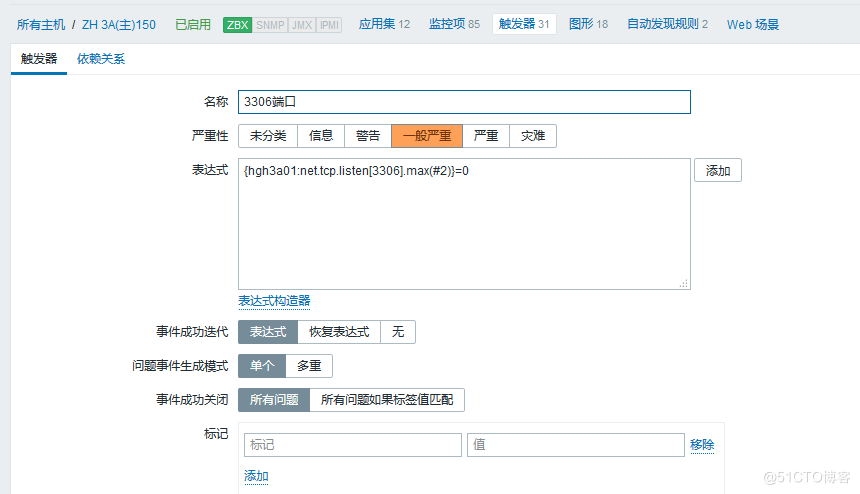 所有主机 / ZH 3A(主)150 已启用 ZBX SNMP JMX IPMI 应用集 12 监控项 85 触发器 31 图形 18 自动发现规则 2 Web 场景
触发器 依赖关系
名称 3306端口
严重性 未分类 信息 警告 一般严重 严重 灾难
表达式 {hgh3a01:net.tcp.listen[3306].max(#2)}=0 添加
表达式构造器
事件成功迭代 表达式 恢复表达式 无
问题事件生成模式 单个 多重
事件成功关闭 所有问题 所有问题如果标签值匹配
标记 标记 值 移除
添加
@51CTO博客